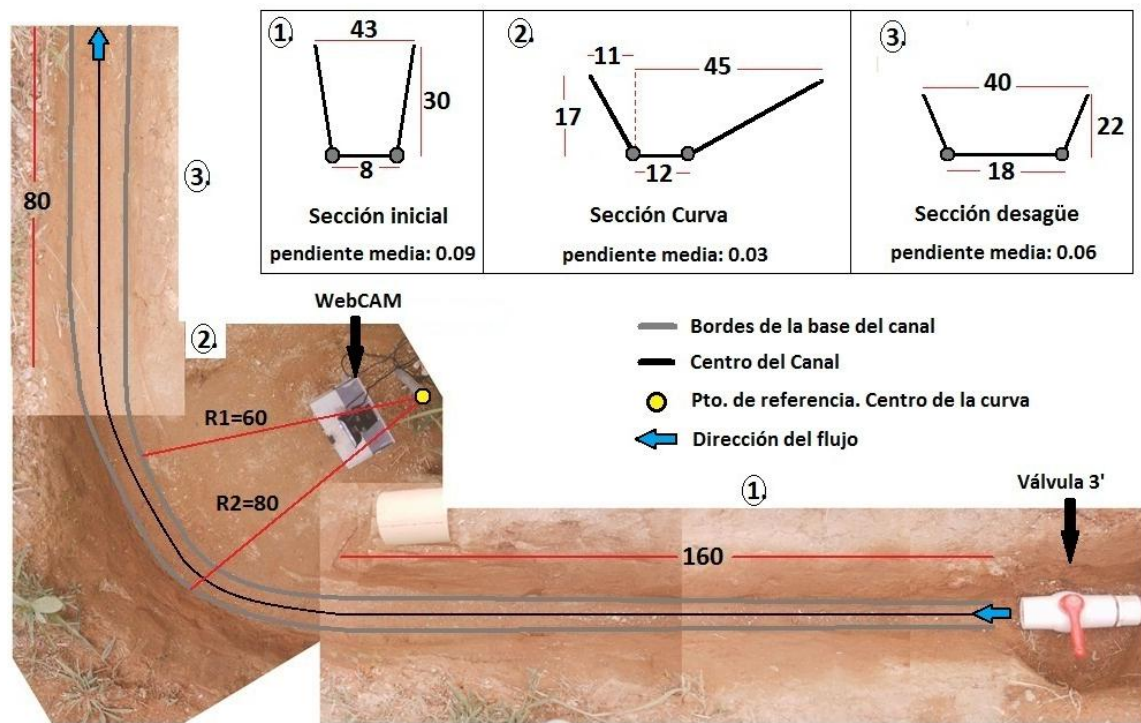 1.
43
30
8
Sección inicial
pendiente media: 0.09
2.
11
45
17
12
Sección Curva
pendiente media: 0.03
3.
40
22
18
Sección desagüe
pendiente media: 0.06
80
3.
WebCAM
2.
R1=60
R2=80
Bordes de la base del canal
Centro del Canal
Pto. de referencia. Centro de la curva
Dirección del flujo
1.
Válvula 3'
160